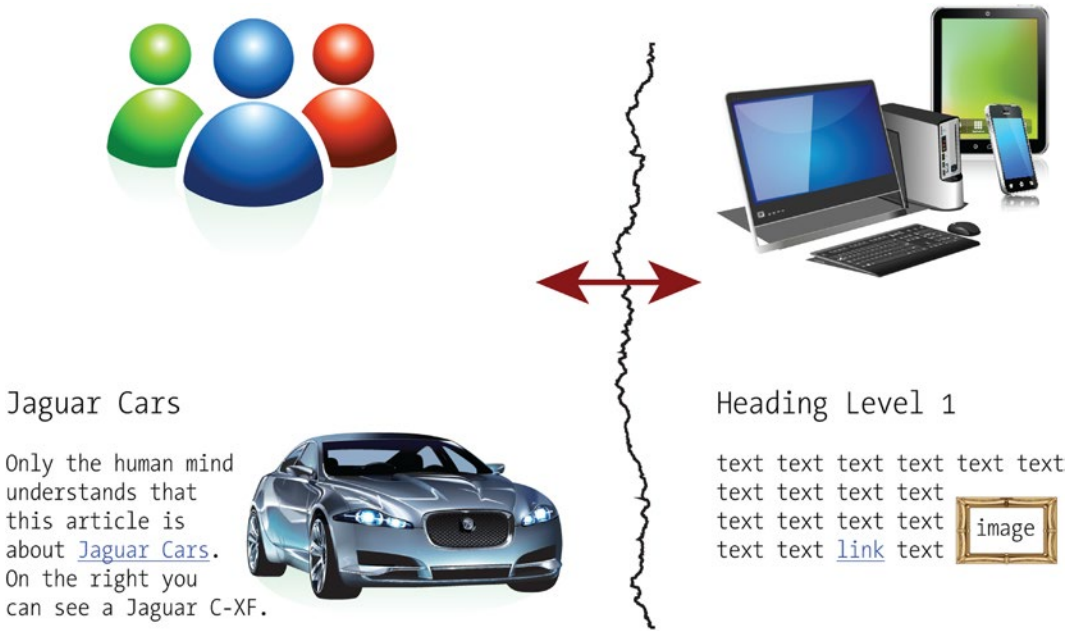 Jaguar Cars
Only the human mind
understands that
this article is
about Jaguar Cars.
On the right you
can see a Jaguar C-XF.
Heading Level 1
text text text text text text
text text text text
text text text text
text text link text
image